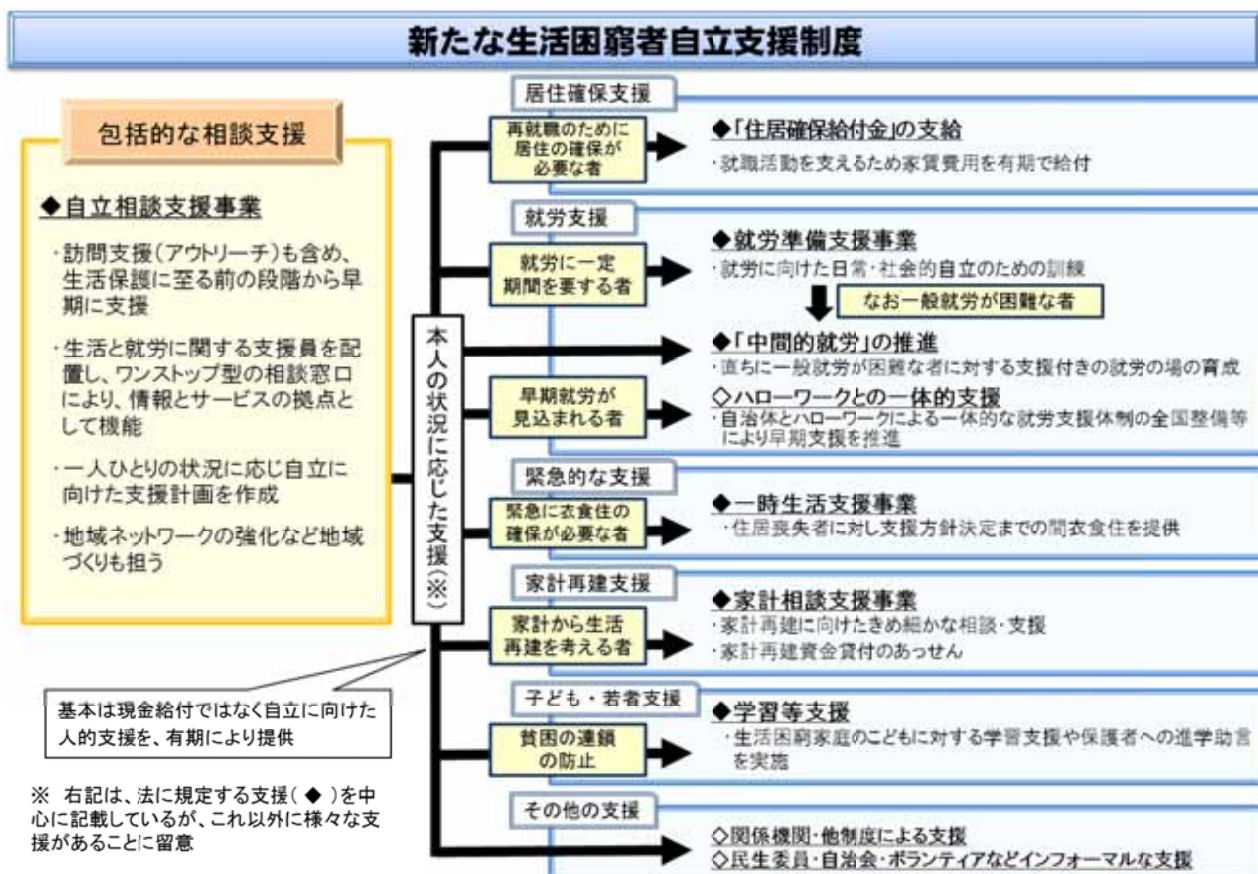 新たな生活困窮者自立支援制度
包括的な相談支援
◆自立相談支援事業
・訪問支援(アウトリーチ)も含め、
生活保護に至る前の段階から早
期に支援
・生活と就労に関する支援員を配
置し、ワンストップ型の相談窓口
により、情報とサービスの拠点と
して機能
・一人ひとりの状況に応じ自立に
向けた支援計画を作成
・地域ネットワークの強化など地域
づくりも担う
基本は現金給付ではなく自立に向けた
人的支援を、有期により提供
※ 右記は、法に規定する支援(◆)を中
心に記載しているが、これ以外に様々な支
援があることに留意
本人の状況に応じた支援(※)
居住確保支援
再就職のために
居住の確保が
必要な者
◆「住居確保給付金」の支給
・就職活動を支えるため家賃費用を有期で給付
就労支援
就労に一定
期間を要する者
◆就労準備支援事業
・就労に向けた日常・社会的自立のための訓練
なお一般就労が困難な者
◆「中間的就労」の推進
・直ちに一般就労が困難な者に対する支援付きの就労の場の育成
早期就労が
見込まれる者
◇ハローワークとの一体的支援
・自治体とハローワークによる一体的な就労支援体制の全国整備等
により早期支援を推進
緊急的な支援
緊急に衣食住の
確保が必要な者
◆一時生活支援事業
・住居喪失者に対し支援方針決定までの間衣食住を提供
家計再建支援
家計から生活
再建を考える者
◆家計相談支援事業
・家計再建に向けたきめ細かな相談・支援
・家計再建資金貸付のあっせん
子ども・若者支援
貧困の連鎖
の防止
◆学習等支援
・生活困窮家庭のこどもに対する学習支援や保護者への進学助言
を実施
その他の支援
◇関係機関・他制度による支援
◇民生委員・自治会・ボランティアなどインフォーマルな支援